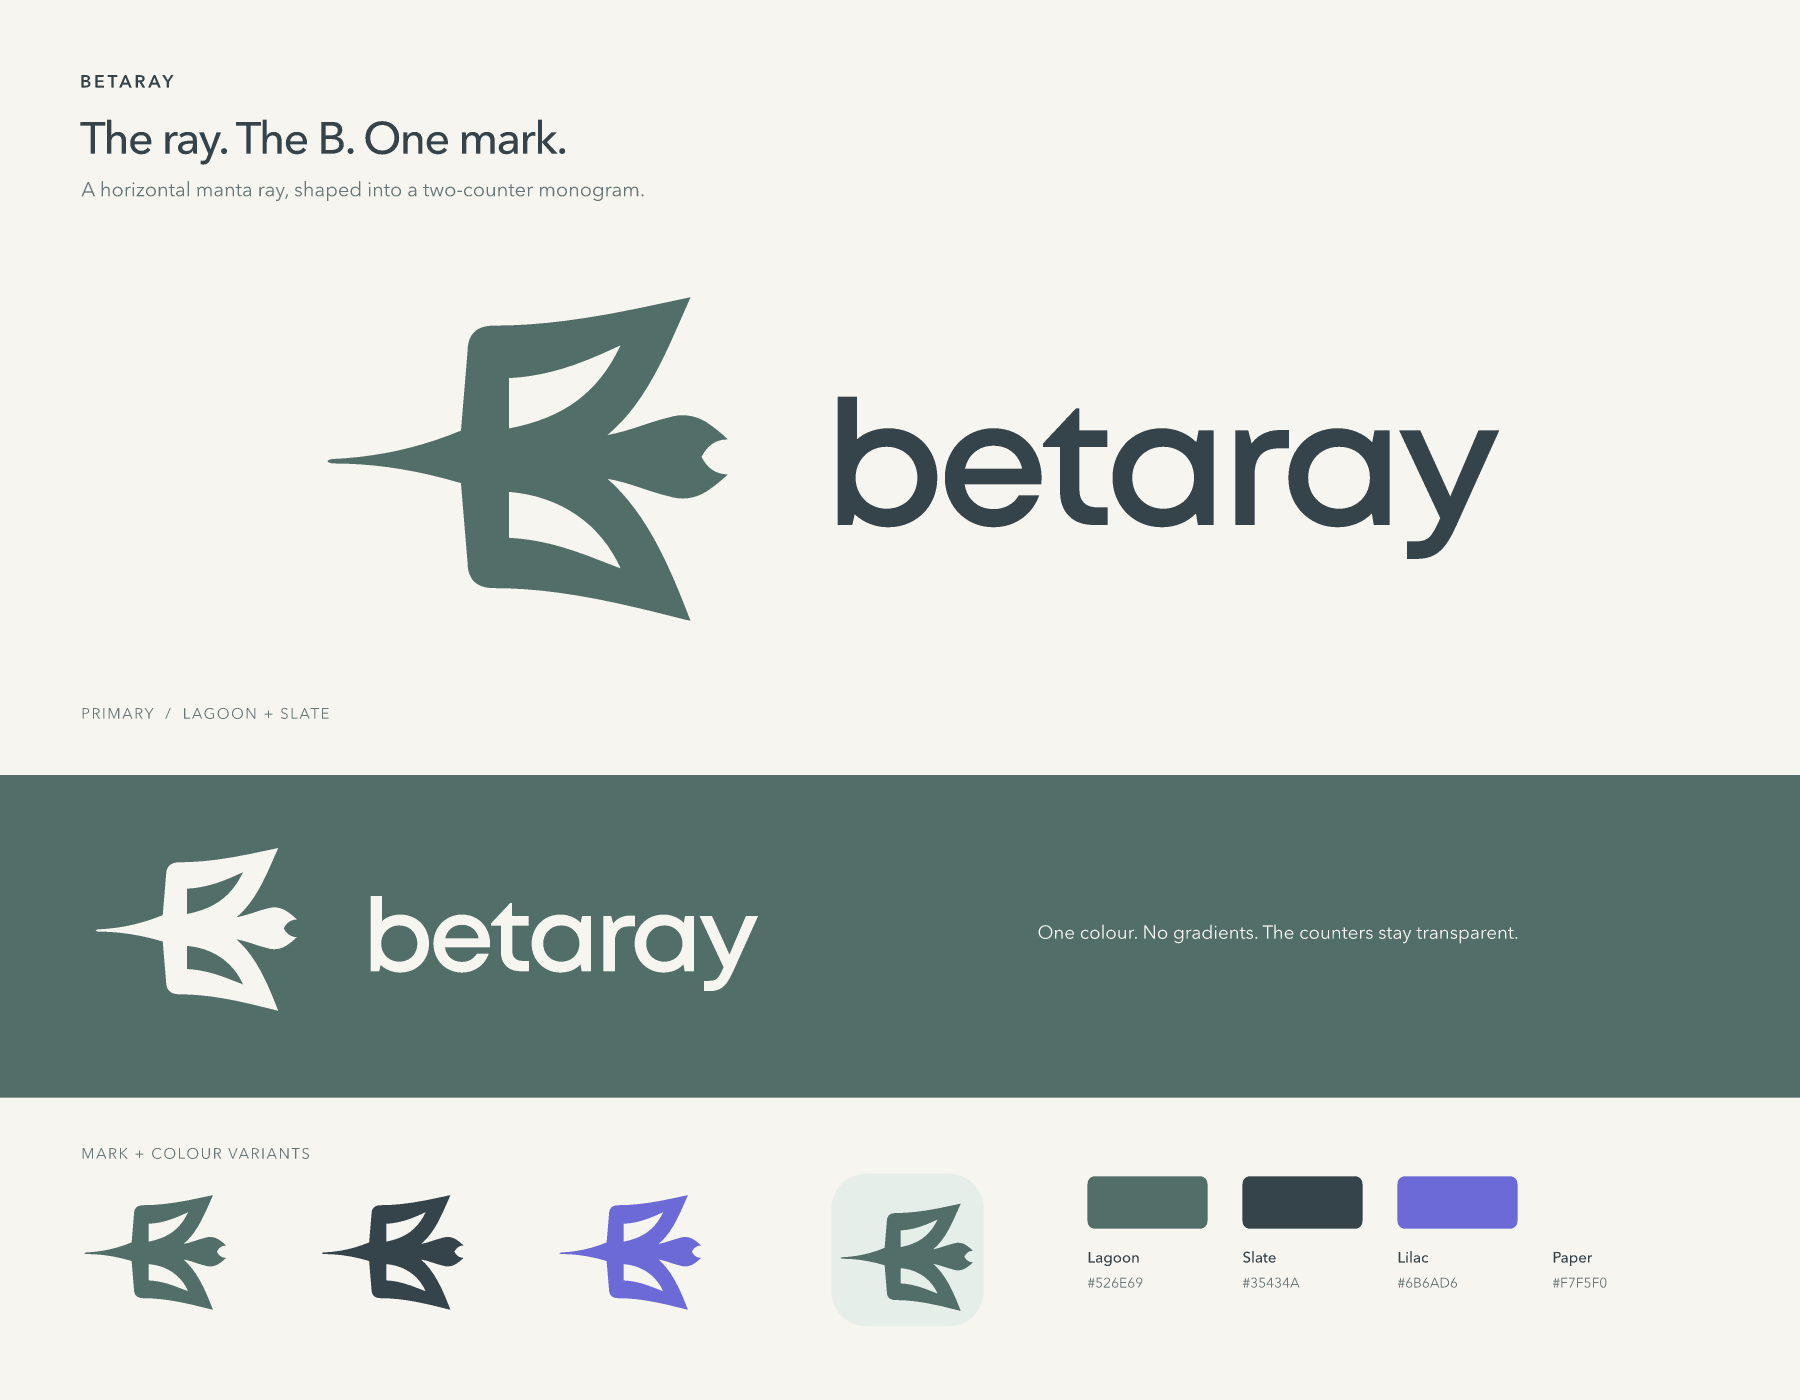 BETARAY
The ray. The B. One mark.
A horizontal manta ray, shaped into a two-counter monogram.
betaray
PRIMARY / LAGOON + SLATE
betaray
One colour. No gradients. The counters stay transparent.
MARK + COLOUR VARIANTS
Lagoon
#526E69
Slate
#35434A
Lilac
#6B6AD6
Paper
#F7F5F0